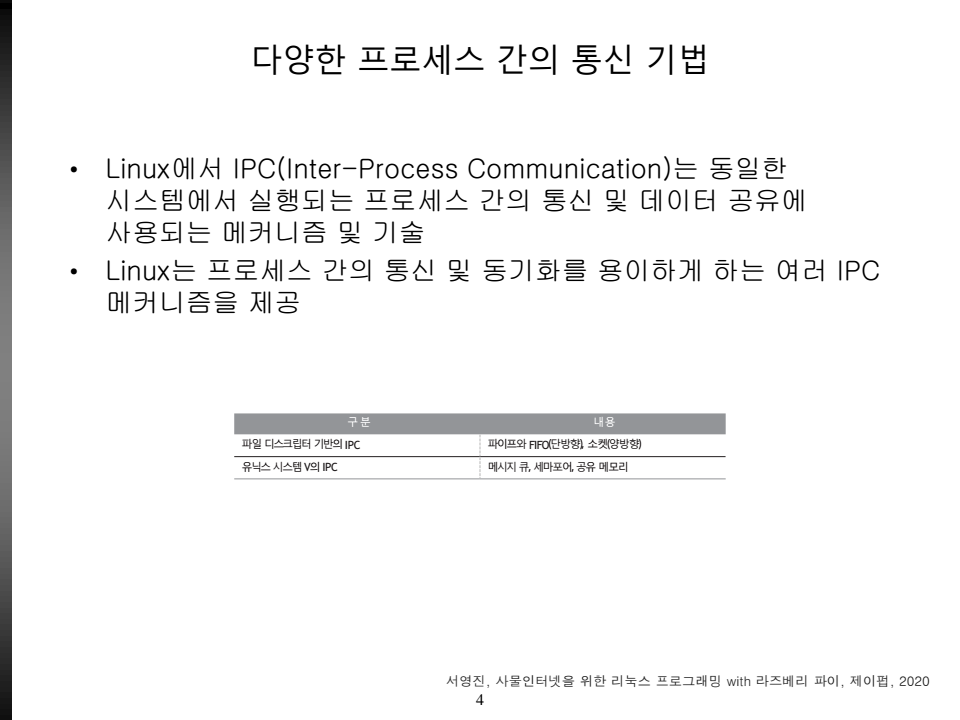 다양한 프로세스 간의 통신 기법
• Linux에서 IPC(Inter-Process Communication)는 동일한
시스템에서 실행되는 프로세스 간의 통신 및 데이터 공유에
사용되는 메커니즘 및 기술
• Linux는 프로세스 간의 통신 및 동기화를 용이하게 하는 여러 IPC
메커니즘을 제공
구분 내용
파일 디스크립터 기반의 IPC 파이프와 FIFO(단방향), 소켓(양방향)
유닉스 시스템 V의 IPC 메시지 큐, 세마포어, 공유 메모리
서영진, 사물인터넷을 위한 리눅스 프로그래밍 with 라즈베리 파이, 제이펍, 2020
4